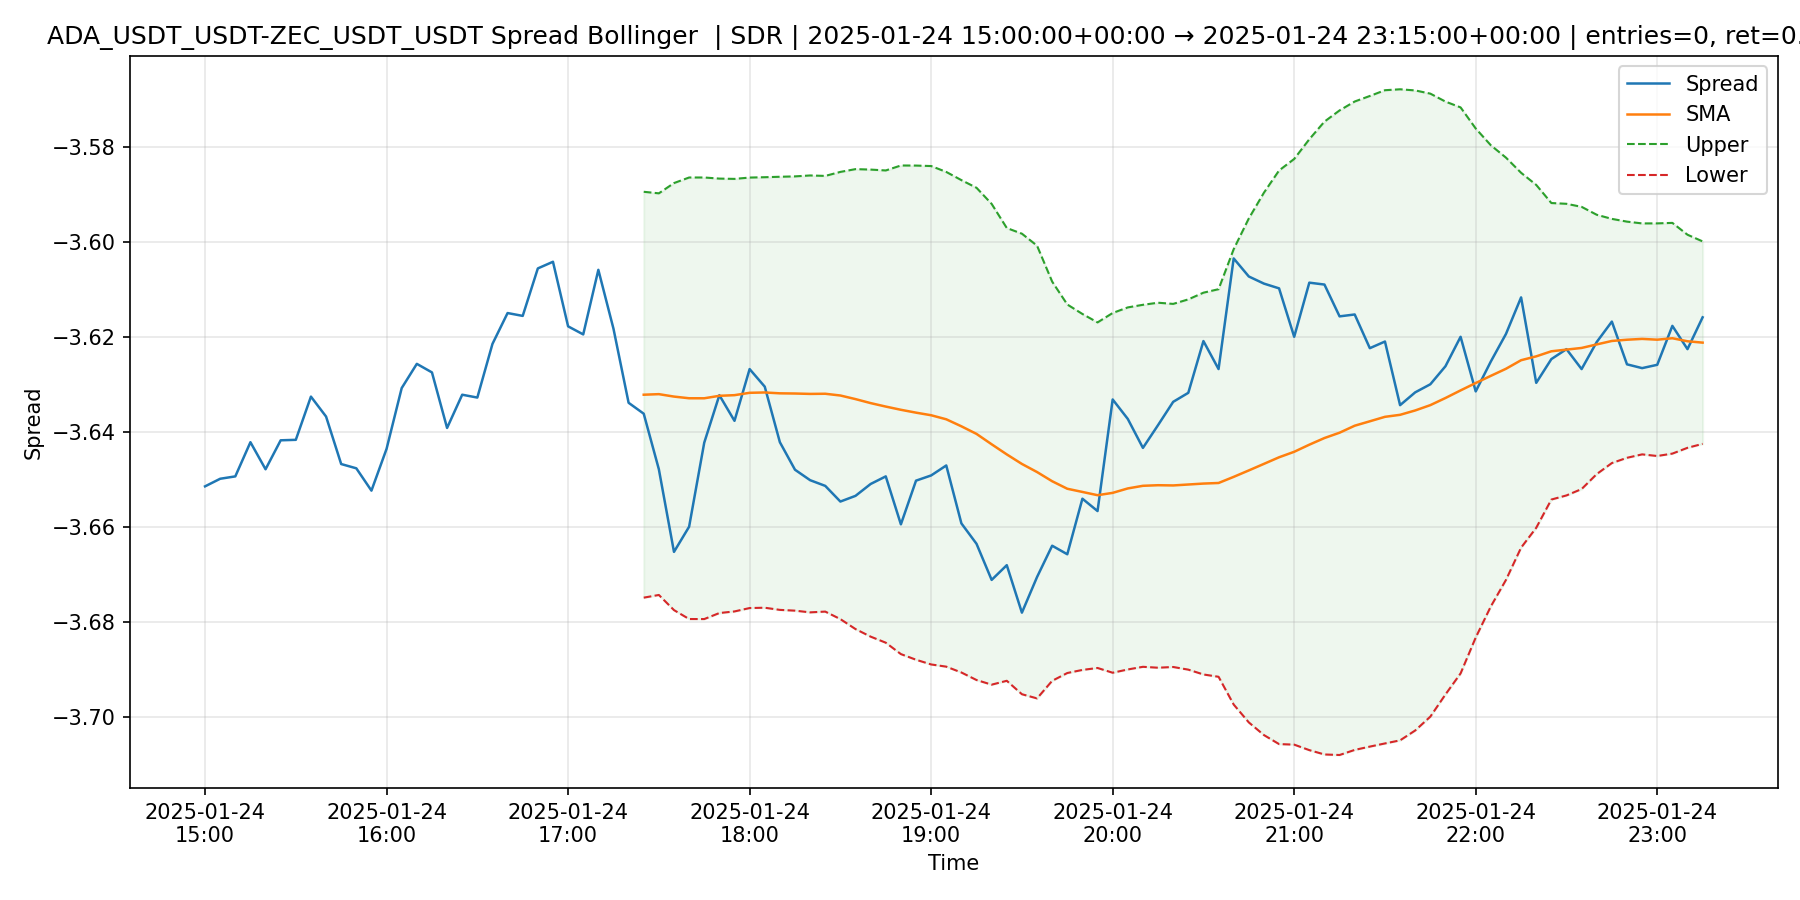 ADA_USDT_USDT-ZEC_USDT_USDT Spread Bollinger | SDR | 2025-01-24 15:00:00+00:00 → 2025-01-24 23:15:00+00:00 | entries=0, ret=0.
Spread
SMA
Upper
Lower
−3.58
−3.60
−3.62
−3.64
−3.66
−3.68
−3.70
Spread
2025-01-24 2025-01-24 2025-01-24 2025-01-24 2025-01-24 2025-01-24 2025-01-24 2025-01-24 2025-01-24
15:00 16:00 17:00 18:00 19:00 20:00 21:00 22:00 23:00
Time